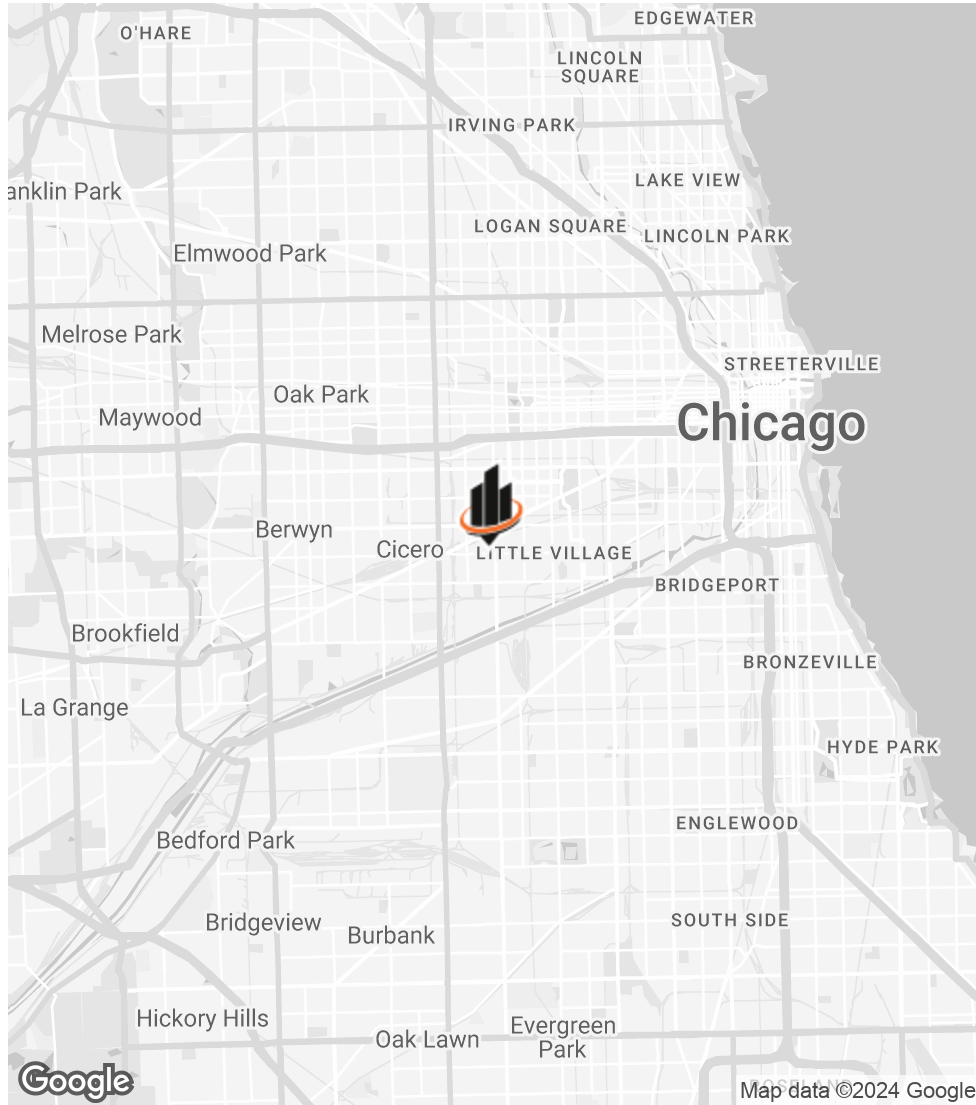 EDGEWATER
O'HARE
LINCOLN
SQUARE
IRVING PARK
LAKE VIEW
anklin Park
LOGAN SQUARE
LINCOLN PARK
Elmwood Park
Melrose Park
STREETERVILLE
Oak Park
Maywood
Chicago
Berwyn
Cicero
LITTLE VILLAGE
BRIDGEPORT
Brookfield
BRONZEVILLE
La Grange
HYDE PARK
ENGLEWOOD
Bedford Park
SOUTH SIDE
Bridgeview
Burbank
Hickory Hills
Evergreen
Park
Oak Lawn
Google
ROSELAND
Map data ©2024 Google